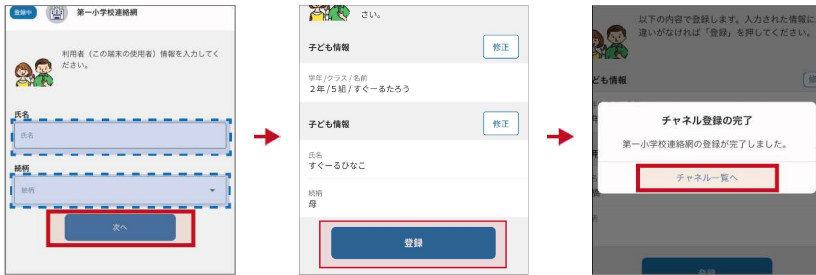 登録中 第一小学校連絡網
利用者（この端末の使用者）情報を入力してく
ださい。
氏名
氏名
続柄
続柄
次へ
さい。
子ども情報 修正
学年/クラス/名前
2年/5組/すぐーるたろう
子ども情報 修正
氏名
すぐーるひなこ
続柄
母
登録
以下の内容で登録します。入力された情報に
違いがなければ「登録」を押してください。
ども情報
チャネル登録の完了
第一小学校連絡網の登録が完了しました。
チャネル一覧へ
登録